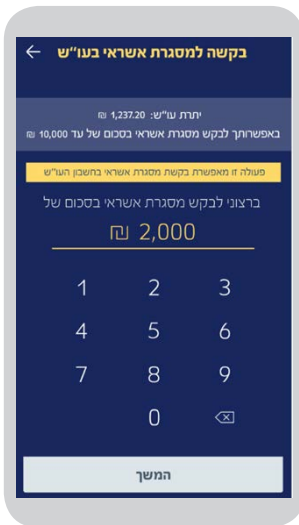 בקשה למסגרת אשראי בעו"ש
יתרת עו"ש: 1,237.20 ₪
באפשרותך לבקש מסגרת אשראי בסכום של עד 10,000 ₪
פעולה זו מאפשרת בקשת מסגרת אשראי בחשבון העו"ש
ברצוני לבקש מסגרת אשראי בסכום של
2,000 ₪
1 2 3
4 5 6
7 8 9
0
המשך